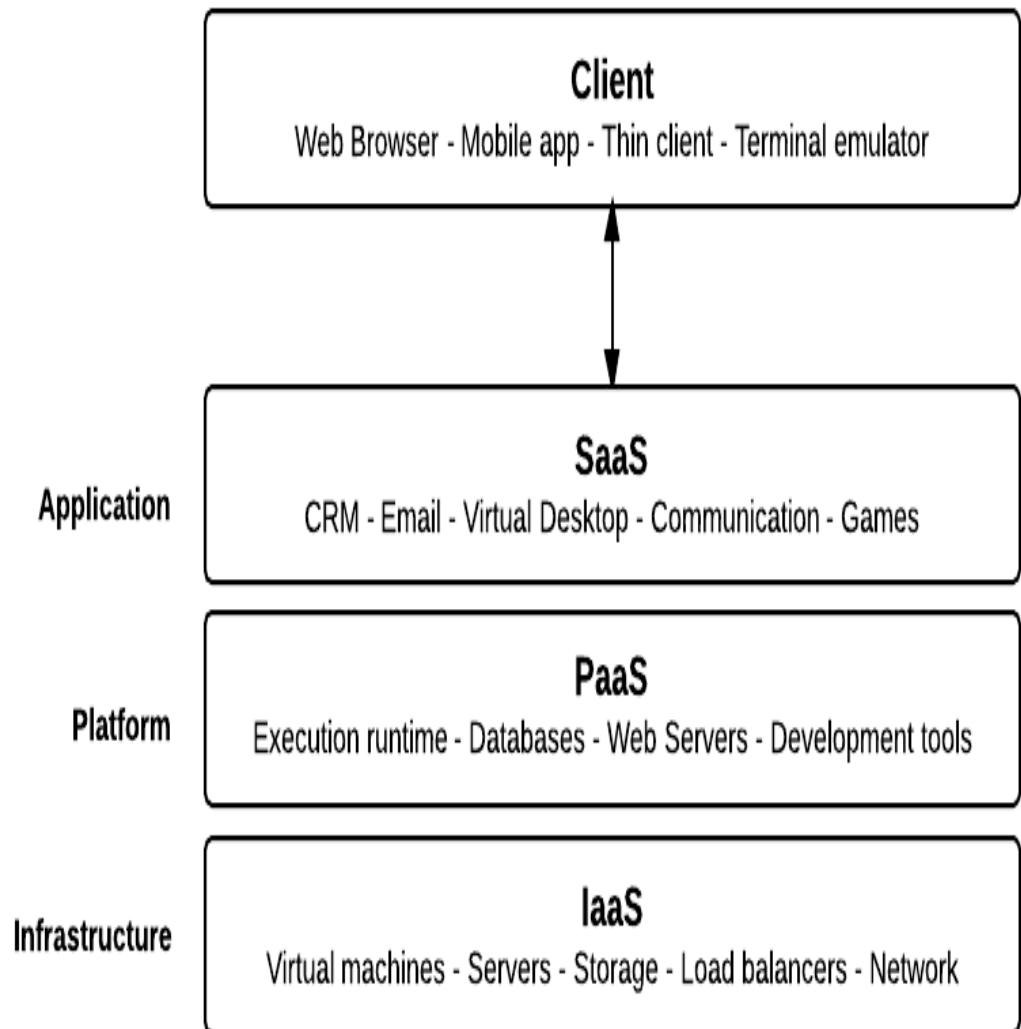 Client
Web Browser - Mobile app - Thin client - Terminal emulator
SaaS
Application
CRM - Email - Virtual Desktop - Communication - Games
PaaS
Platform
Execution runtime - Databases - Web Servers - Development tools
IaaS
Infrastructure
Virtual machines - Servers - Storage - Load balancers - Network